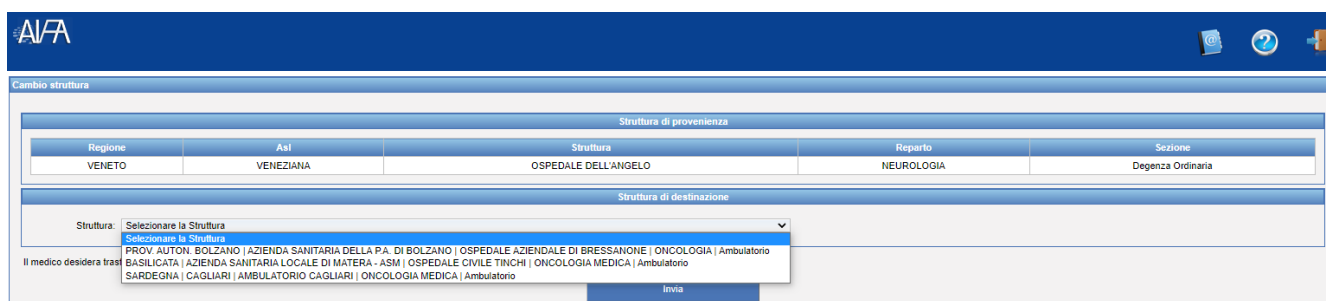 AIFA
Cambio struttura
Struttura di provenienza
Regione Asl Struttura Reparto Sezione
VENETO VENEZIANA OSPEDALE DELL'ANGELO NEUROLOGIA Degenza Ordinaria
Struttura di destinazione
Struttura: Selezionare la Struttura
Selezionare la Struttura
PROV. AUTON. BOLZANO | AZIENDA SANITARIA DELLA P.A. DI BOLZANO | OSPEDALE AZIENDALE DI BRESSANONE | ONCOLOGIA | Ambulatorio
BASILICATA | AZIENDA SANITARIA LOCALE DI MATERA - ASM | OSPEDALE CIVILE TINCHI | ONCOLOGIA MEDICA | Ambulatorio
Il medico desidera trast
SARDEGNA | CAGLIARI | AMBULATORIO CAGLIARI | ONCOLOGIA MEDICA | Ambulatorio
Invia